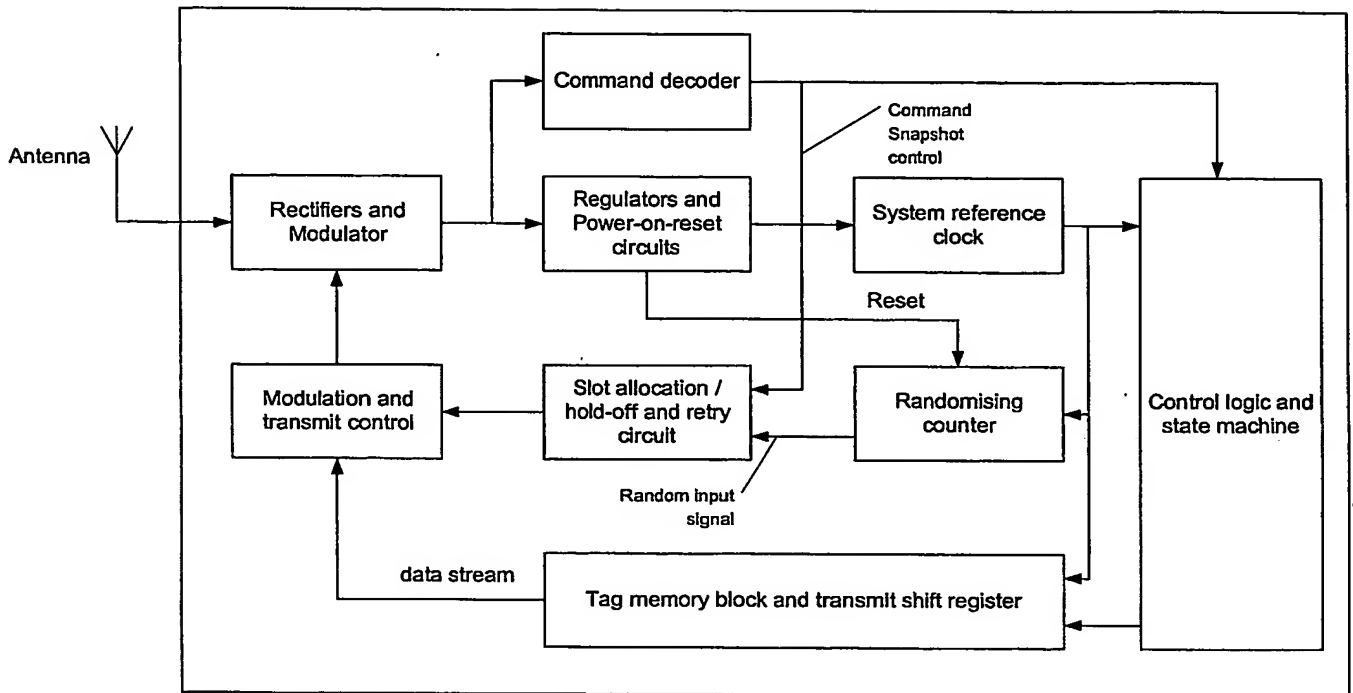 Command decoder
Command
Snapshot
control
Antenna
Rectifiers and
Modulator
Regulators and
Power-on-reset
circuits
System reference
clock
Reset
Modulation and
transmit control
Slot allocation /
hold-off and retry
circuit
Randomising
counter
Control logic and
state machine
Random input
signal
data stream
Tag memory block and transmit shift register